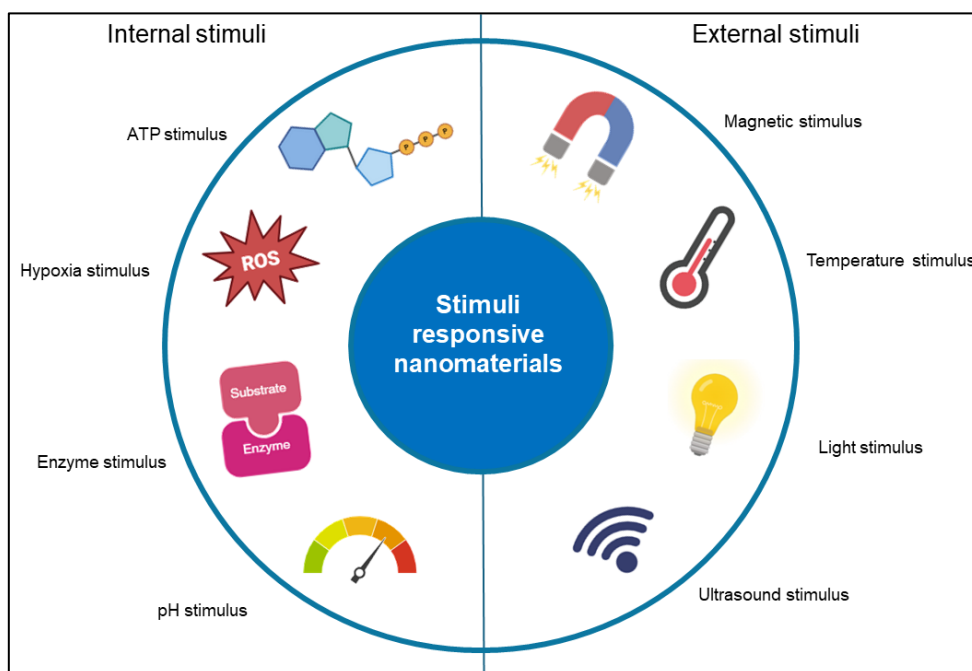 Internal stimuli
External stimuli
ATP stimulus
P P P
Magnetic stimulus
ROS
Hypoxia stimulus
Temperature stimulus
Stimuli
responsive
nanomaterials
Substrate
Enzyme
Enzyme stimulus
Light stimulus
pH stimulus
Ultrasound stimulus